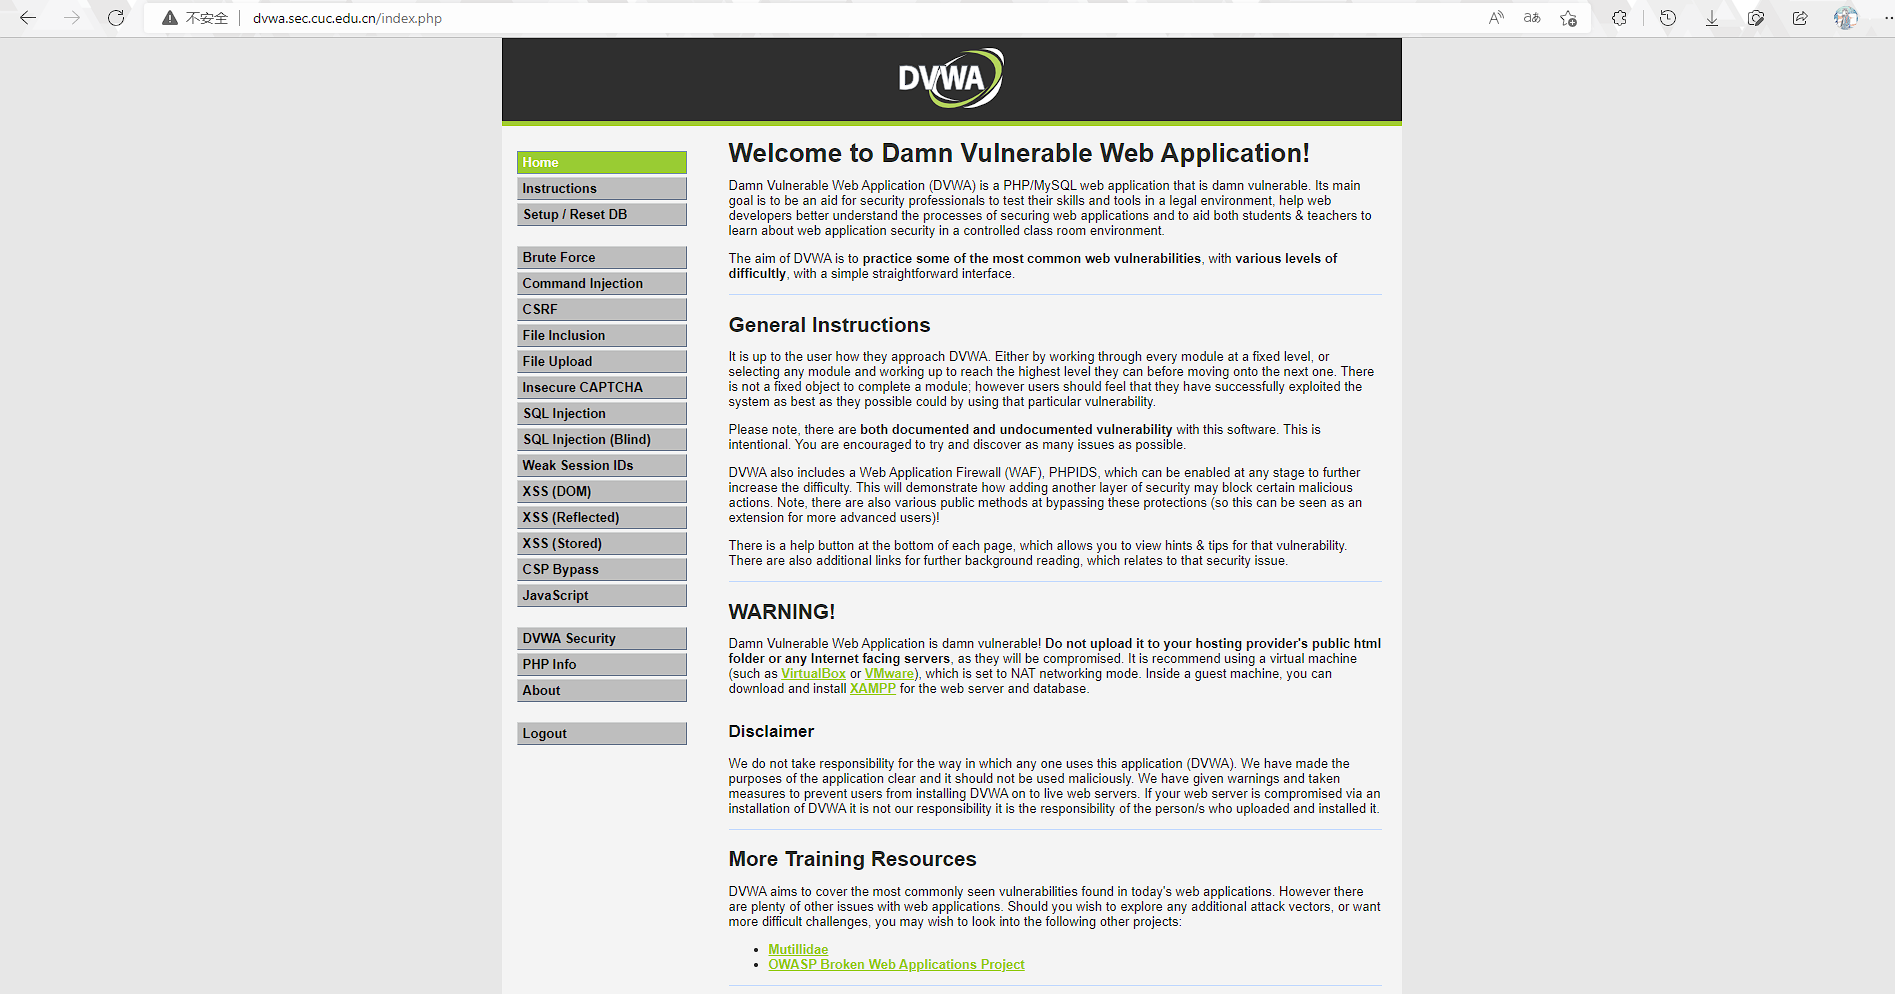 不安全 dvwa.sec.cuc.edu.cn/index.php
DVWA
Home
Instructions
Setup / Reset DB
Brute Force
Command Injection
CSRF
File Inclusion
File Upload
Insecure CAPTCHA
SQL Injection
SQL Injection (Blind)
Weak Session IDs
XSS (DOM)
XSS (Reflected)
XSS (Stored)
CSP Bypass
JavaScript
DVWA Security
PHP Info
About
Logout
Welcome to Damn Vulnerable Web Application!
Damn Vulnerable Web Application (DVWA) is a PHP/MySQL web application that is damn vulnerable. Its main
goal is to be an aid for security professionals to test their skills and tools in a legal environment, help web
developers better understand the processes of securing web applications and to aid both students & teachers to
learn about web application security in a controlled class room environment.
The aim of DVWA is to practice some of the most common web vulnerabilities, with various levels of
difficultly, with a simple straightforward interface.
General Instructions
It is up to the user how they approach DVWA. Either by working through every module at a fixed level, or
selecting any module and working up to reach the highest level they can before moving onto the next one. There
is not a fixed object to complete a module; however users should feel that they have successfully exploited the
system as best as they possible could by using that particular vulnerability.
Please note, there are both documented and undocumented vulnerability with this software. This is
intentional. You are encouraged to try and discover as many issues as possible.
DVWA also includes a Web Application Firewall (WAF), PHPIDS, which can be enabled at any stage to further
increase the difficulty. This will demonstrate how adding another layer of security may block certain malicious
actions. Note, there are also various public methods at bypassing these protections (so this can be seen as an
extension for more advanced users)!
There is a help button at the bottom of each page, which allows you to view hints & tips for that vulnerability.
There are also additional links for further background reading, which relates to that security issue.
WARNING!
Damn Vulnerable Web Application is damn vulnerable! Do not upload it to your hosting provider's public html
folder or any Internet facing servers, as they will be compromised. It is recommend using a virtual machine
(such as VirtualBox or VMware), which is set to NAT networking mode. Inside a guest machine, you can
download and install XAMPP for the web server and database.
Disclaimer
We do not take responsibility for the way in which any one uses this application (DVWA). We have made the
purposes of the application clear and it should not be used maliciously. We have given warnings and taken
measures to prevent users from installing DVWA on to live web servers. If your web server is compromised via an
installation of DVWA it is not our responsibility it is the responsibility of the person/s who uploaded and installed it.
More Training Resources
DVWA aims to cover the most commonly seen vulnerabilities found in today's web applications. However there
are plenty of other issues with web applications. Should you wish to explore any additional attack vectors, or want
more difficult challenges, you may wish to look into the following other projects:
Mutillidae
OWASP Broken Web Applications Project